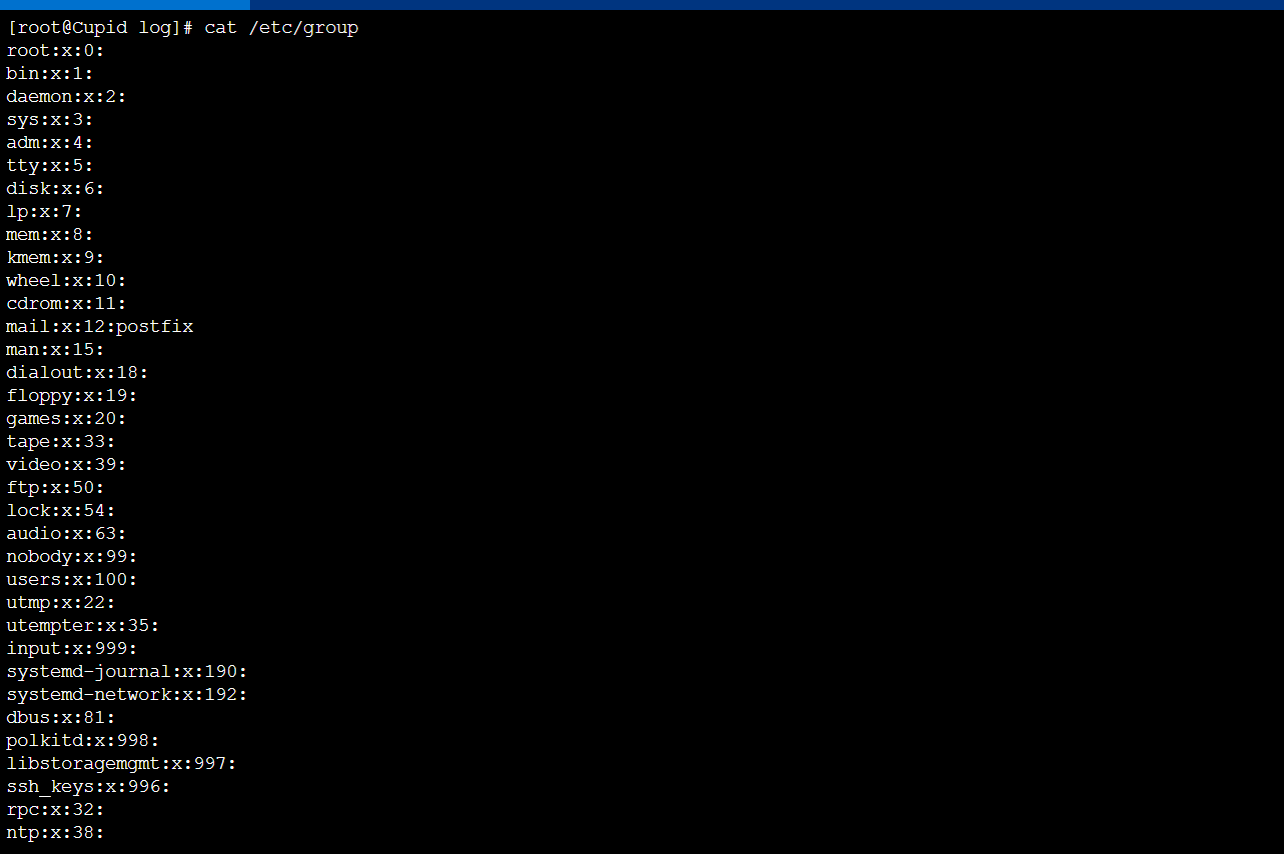 [root@Cupid log]# cat /etc/group
root:x:0:
bin:x:1:
daemon:x:2:
sys:x:3:
adm:x:4:
tty:x:5:
disk:x:6:
lp:x:7:
mem:x:8:
kmem:x:9:
wheel:x:10:
cdrom:x:11:
mail:x:12:postfix
man:x:15:
dialout:x:18:
floppy:x:19:
games:x:20:
tape:x:33:
video:x:39:
ftp:x:50:
lock:x:54:
audio:x:63:
nobody:x:99:
users:x:100:
utmp:x:22:
utempter:x:35:
input:x:999:
systemd-journal:x:190:
systemd-network:x:192:
dbus:x:81:
polkitd:x:998:
libstoragemgmt:x:997:
ssh_keys:x:996:
rpc:x:32:
ntp:x:38: